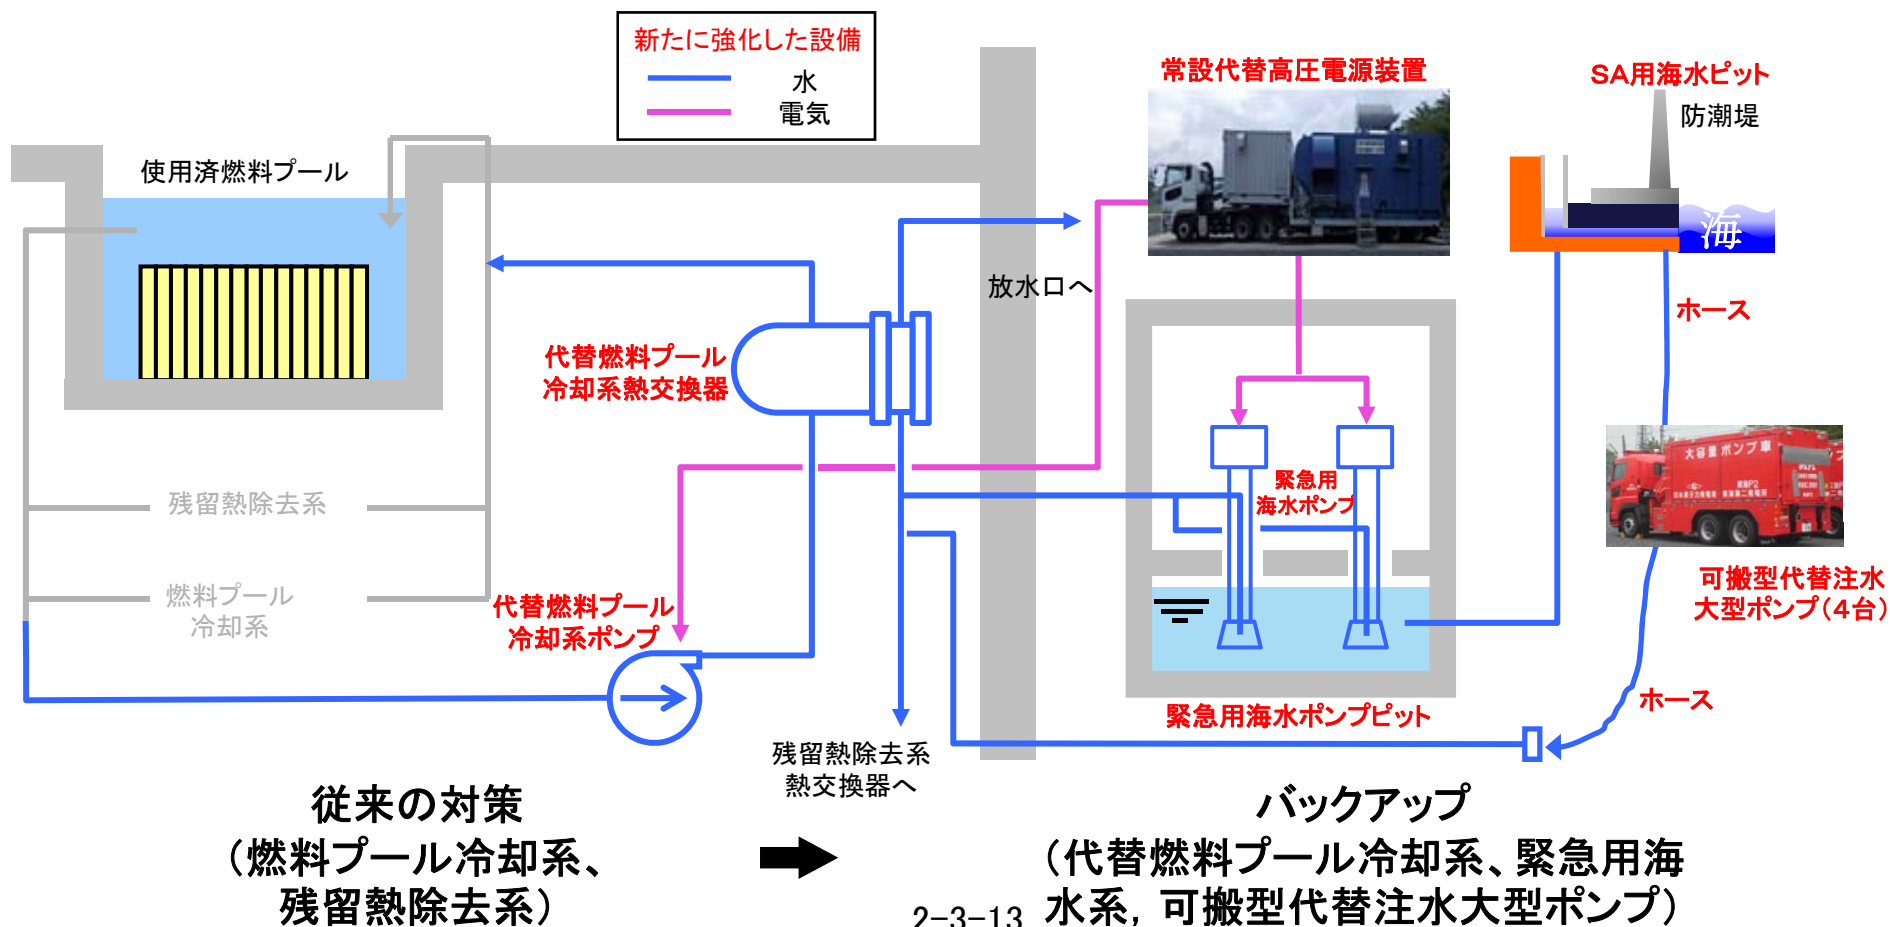 新たに強化した設備
水
電気
常設代替高圧電源装置
SA用海水ピット
防潮堤
使用済燃料プール
海
放水口へ
ホース
代替燃料プール
冷却系熱交換器
大容量ポンプ車
緊急用
海水ポンプ
残留熱除去系
燃料プール
冷却系
代替燃料プール
冷却系ポンプ
可搬型代替注水
大型ポンプ(4台)
ホース
緊急用海水ポンプピット
残留熱除去系
熱交換器へ
従来の対策
(燃料プール冷却系、
残留熱除去系)
バックアップ
(代替燃料プール冷却系、緊急用海
水系,可搬型代替注水大型ポンプ)
2-3-13